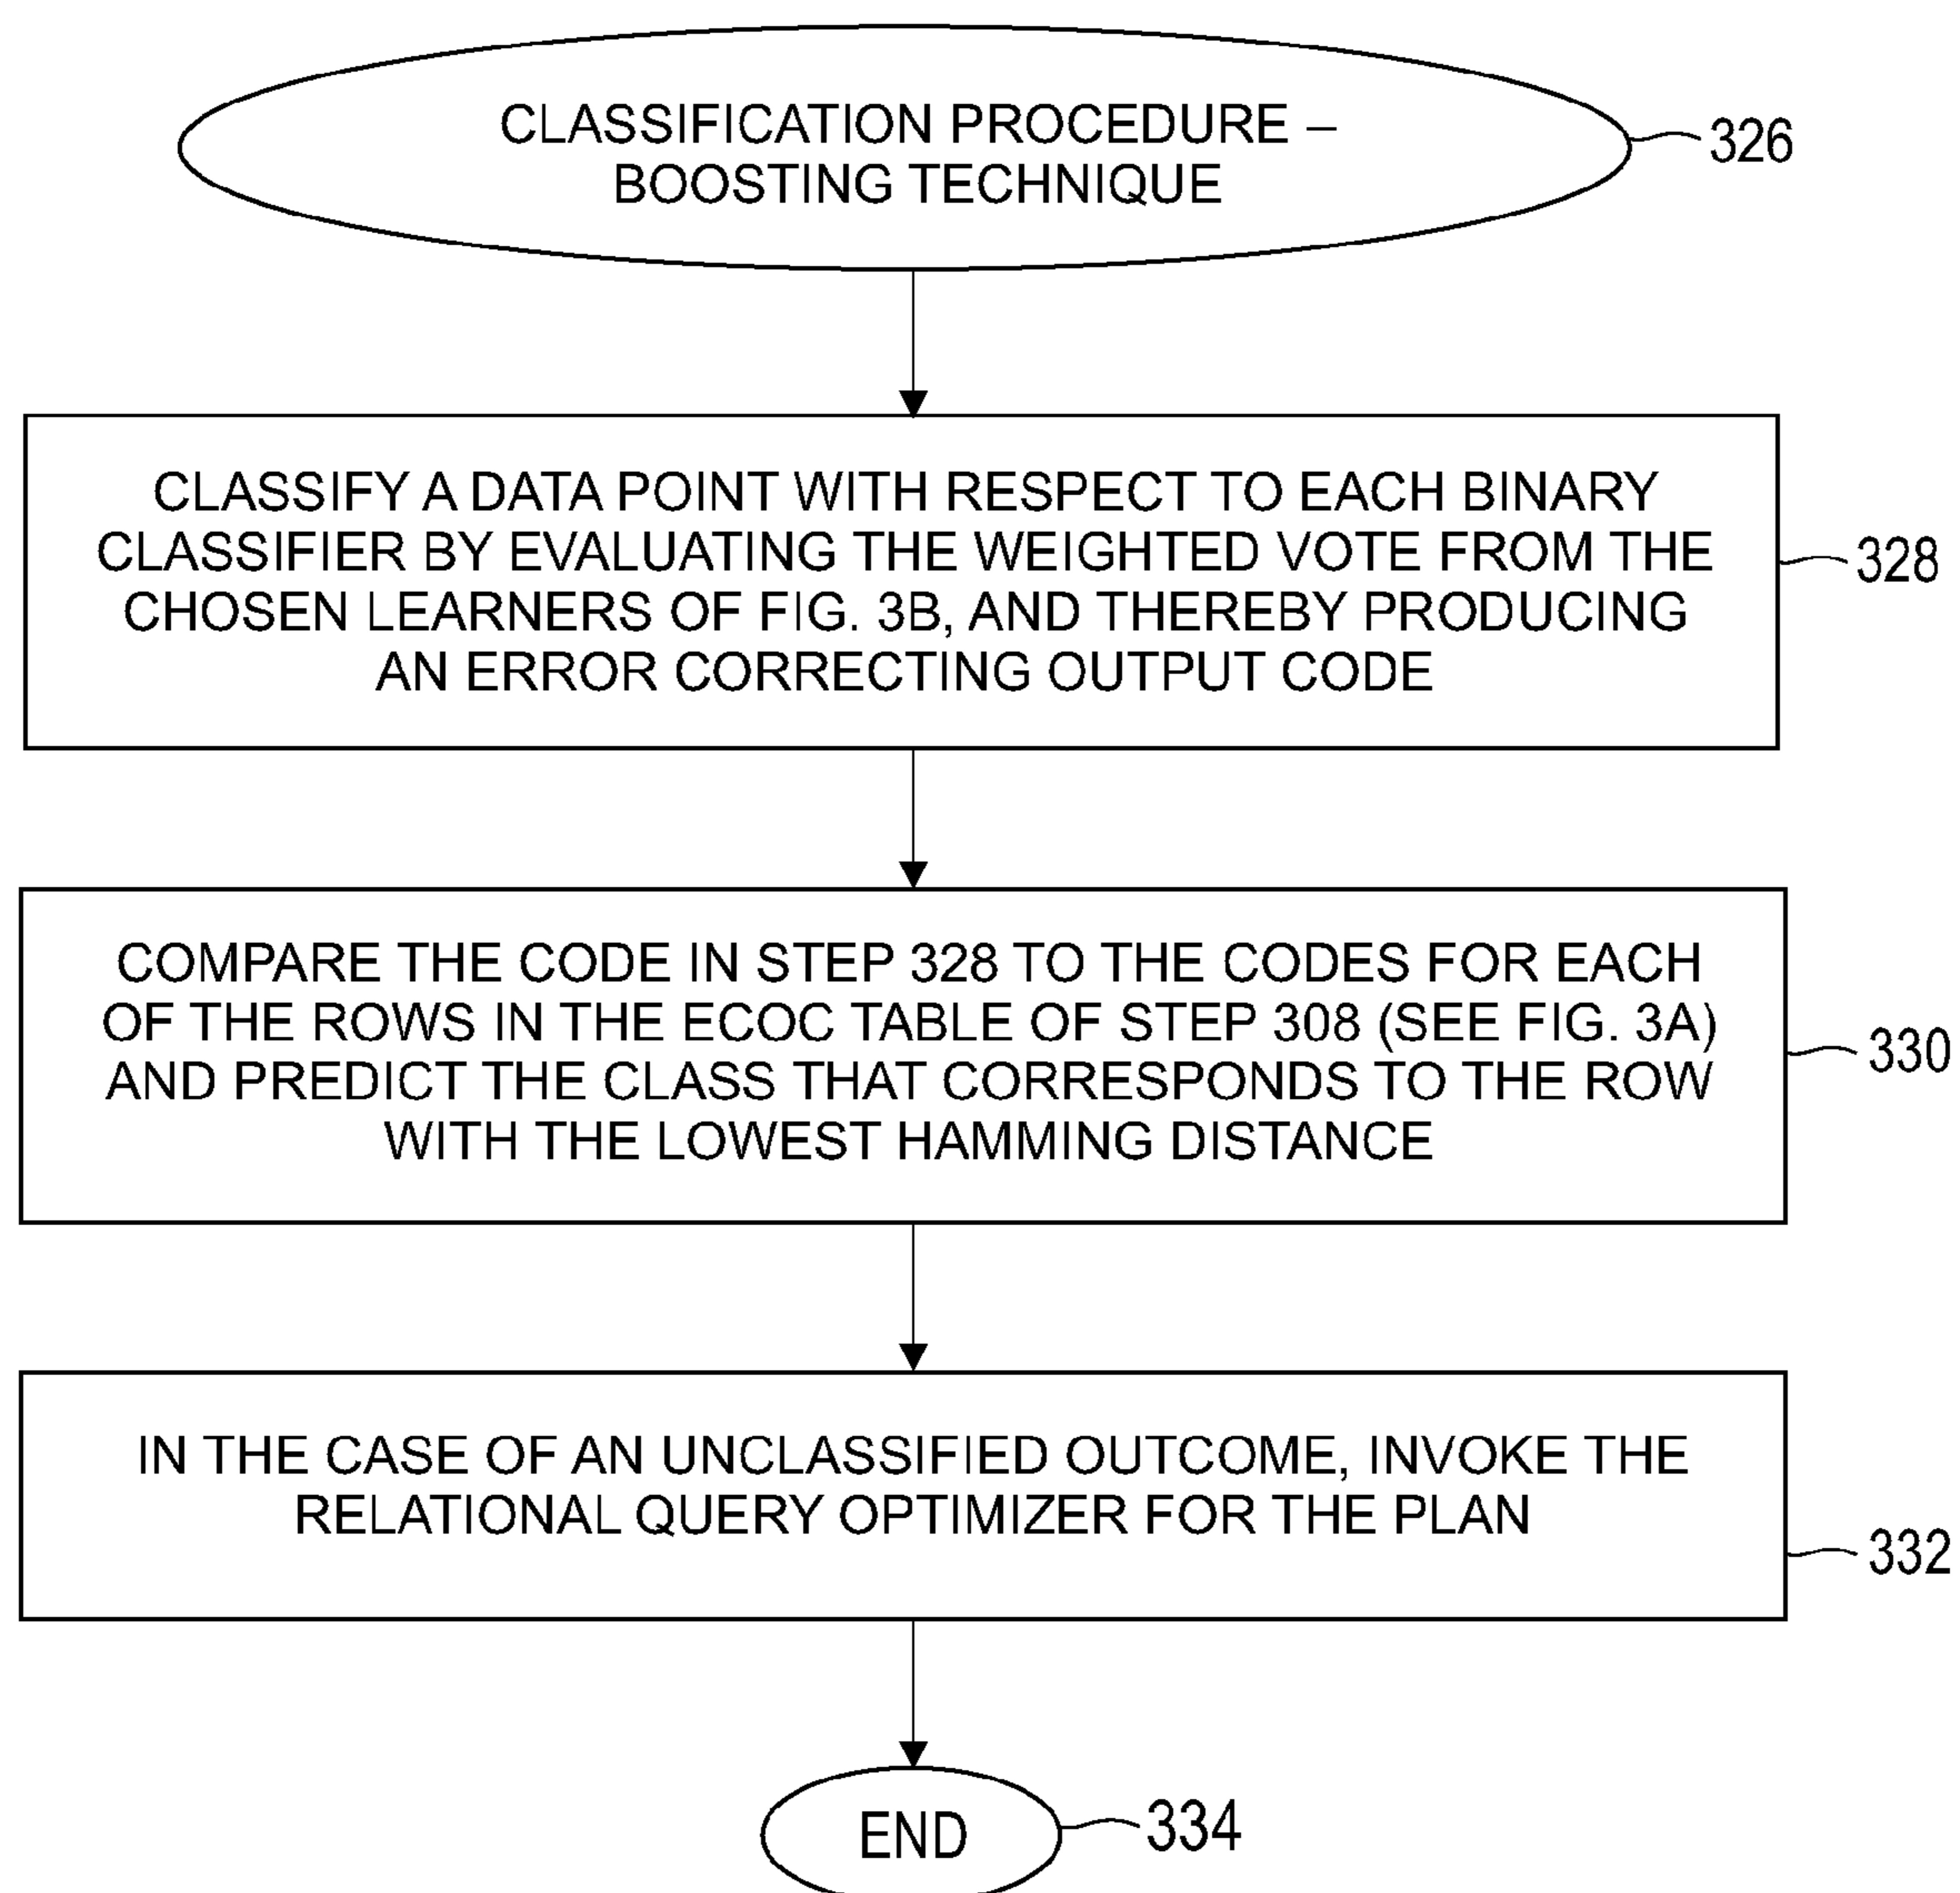 CLASSIFICATION PROCEDURE –
BOOSTING TECHNIQUE
326
CLASSIFY A DATA POINT WITH RESPECT TO EACH BINARY
CLASSIFIER BY EVALUATING THE WEIGHTED VOTE FROM THE
CHOSEN LEARNERS OF FIG. 3B, AND THEREBY PRODUCING
AN ERROR CORRECTING OUTPUT CODE
328
COMPARE THE CODE IN STEP 328 TO THE CODES FOR EACH
OF THE ROWS IN THE ECOC TABLE OF STEP 308 (SEE FIG. 3A)
AND PREDICT THE CLASS THAT CORRESPONDS TO THE ROW
WITH THE LOWEST HAMMING DISTANCE
330
IN THE CASE OF AN UNCLASSIFIED OUTCOME, INVOKE THE
RELATIONAL QUERY OPTIMIZER FOR THE PLAN
332
END
334